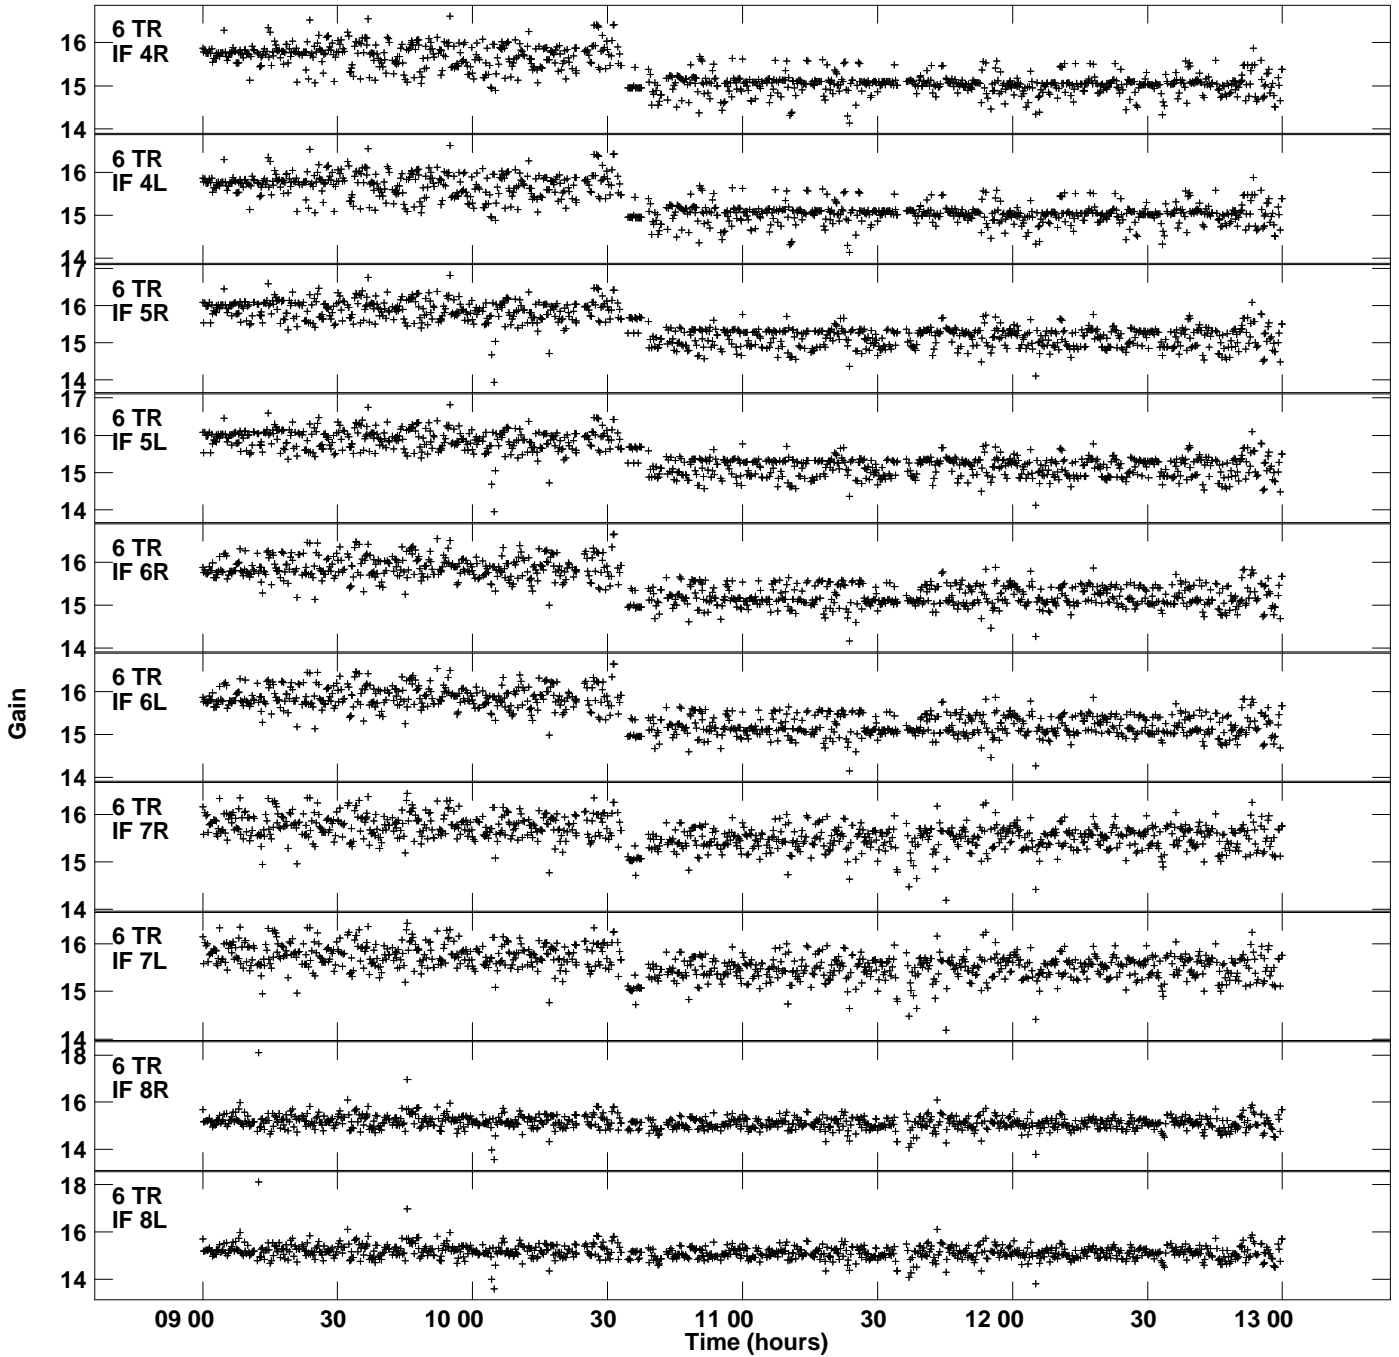 6 TR
IF 4R
16
15
14
6 TR
IF 4L
16
15
14
6 TR
IF 5R
17
16
15
14
6 TR
IF 5L
17
16
15
14
6 TR
IF 6R
16
15
14
6 TR
IF 6L
16
15
14
Gain
6 TR
IF 7R
16
15
14
6 TR
IF 7L
16
15
14
6 TR
IF 8R
18
16
14
6 TR
IF 8L
18
16
14
09 00 30 10 00 30 11 00 30 12 00 30 13 00
Time (hours)